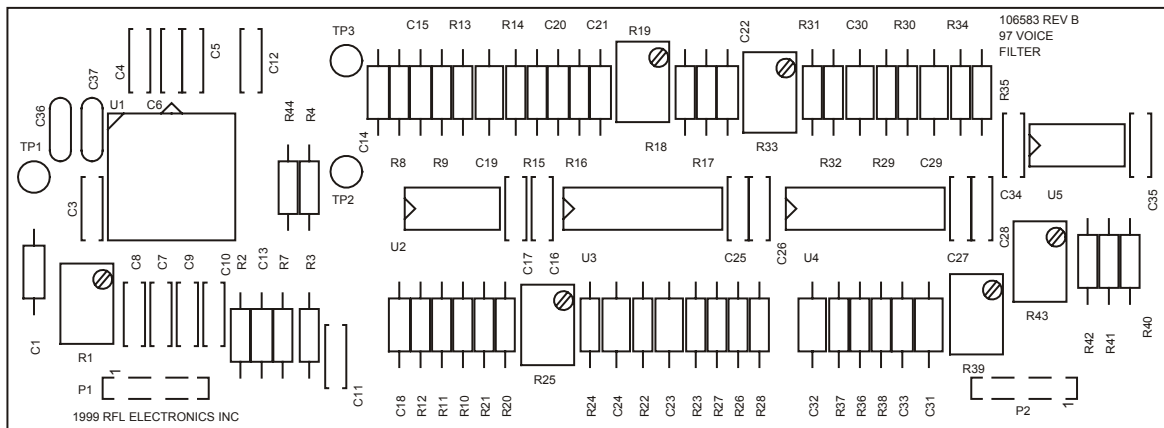 C15 R13 R14 C20 C21 R19 C22 R31 C30 R30 R34
106583 REV B
97 VOICE
FILTER
TP3
C4 C5 C12
C36 C37 U1 C6 R44 R4
C14
R35
TP1
R18 R17 R33
R8 R9 C19 R15 R16 R32 R29 C29
C3 TP2 C34 U5 C35
U2 C17 C16 U3 C25 C26 U4 C27 C28
C8 C7 C9 C10 R2 C13 R7 R3
R43
C1 R1 R42 R41 R40
R39
P1 1 C11 R25
C18 R12 R11 R10 R21 R20 R24 C24 R22 C23 R23 R27 R26 R28 C32 R37 R36 R38 C33 C31
P2 1
1999 RFL ELECTRONICS INC